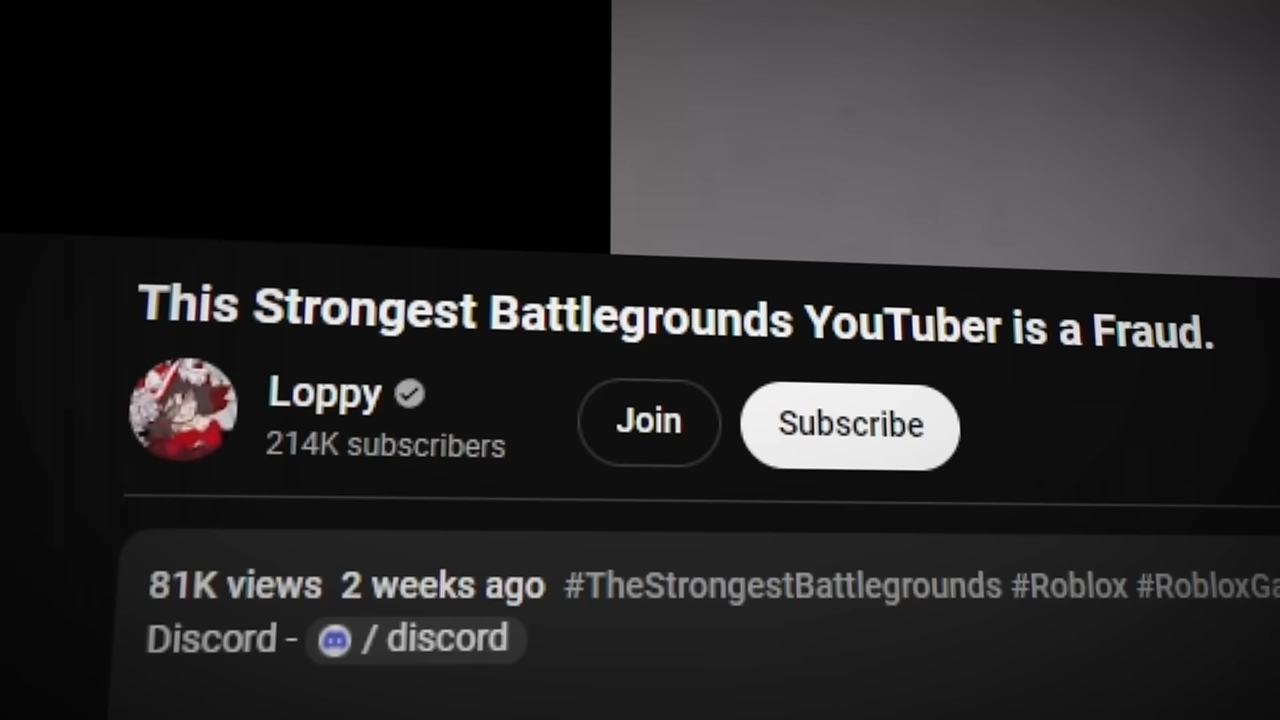 This Strongest Battlegrounds YouTuber is a Fraud.
Loppy
214K subscribers
Join
Subscribe
81K views 2 weeks ago #TheStrongestBattlegrounds #Roblox
Discord - / discord